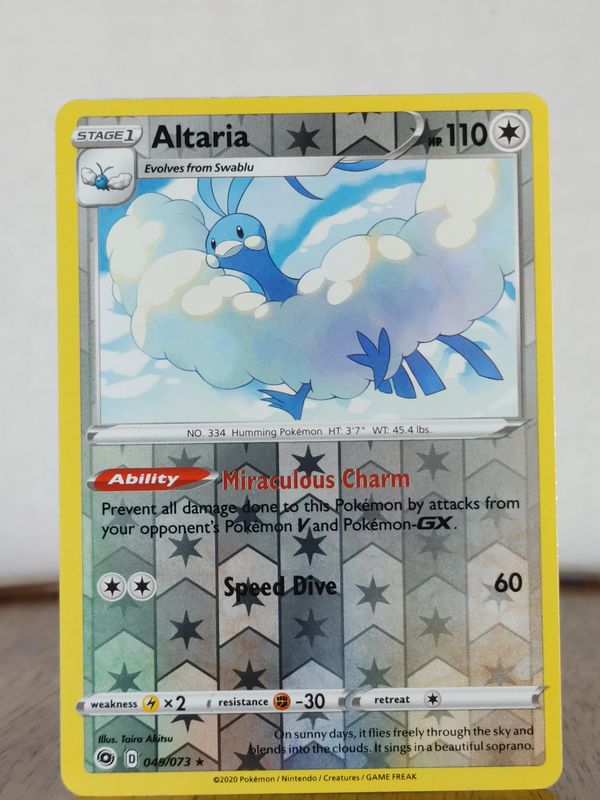 STAGE 1 Altaria HP 110
Evolves from Swablu
NO. 334 Humming Pokémon HT: 3'7" WT: 45.4 lbs.
Ability Miraculous Charm
Prevent all damage done to this Pokémon by attacks from
your opponent's Pokémon V and Pokémon-GX.
Speed Dive 60
weakness ×2 resistance -30 retreat
Illus. Taira Akitsu
On sunny days, it flies freely through the sky and
blends into the clouds. It sings in a beautiful soprano.
D 049/073
©2020 Pokémon / Nintendo / Creatures / GAME FREAK